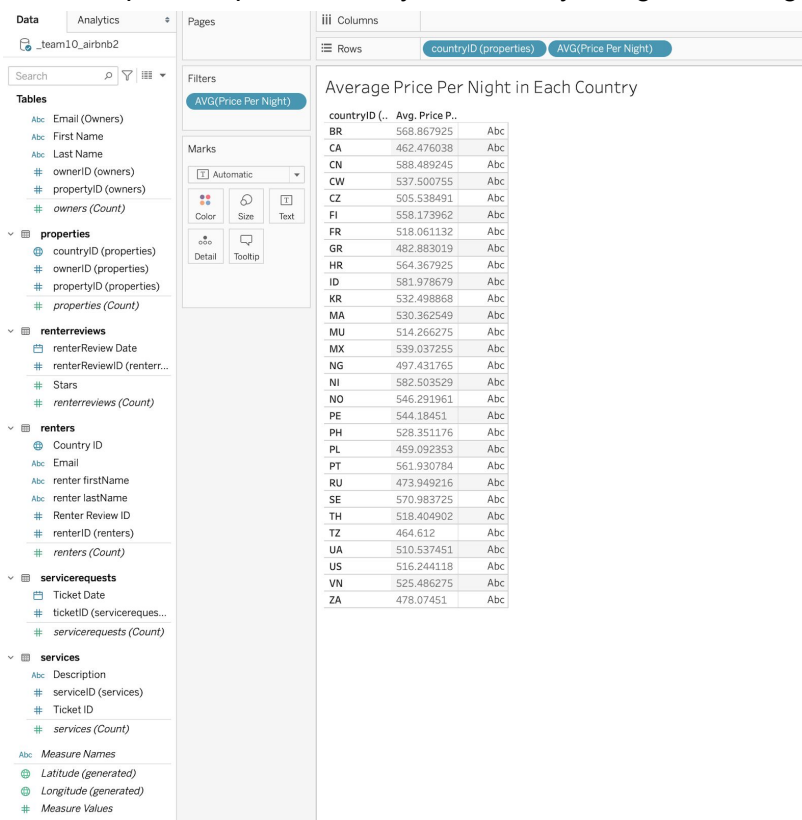 Data Analytics
_team10_airbnb2
Search
Tables
Abc Email (Owners)
Abc First Name
Abc Last Name
# ownerID (owners)
# propertyID (owners)
# owners (Count)
properties
countryID (properties)
# ownerID (properties)
# propertyID (properties)
# properties (Count)
renterreviews
renterReview Date
# renterReviewID (renterr...
# Stars
# renterreviews (Count)
renters
Country ID
Abc Email
Abc renter firstName
Abc renter lastName
# Renter Review ID
# renterID (renters)
# renters (Count)
servicerequests
Ticket Date
# ticketID (servicereques...
# servicerequests (Count)
services
Abc Description
# serviceID (services)
# Ticket ID
# services (Count)
Abc Measure Names
Latitude (generated)
Longitude (generated)
# Measure Values
Pages
Filters
AVG(Price Per Night)
Marks
T Automatic
Color Size Text
Detail Tooltip
Columns
Rows countryID (properties) AVG(Price Per Night)
Average Price Per Night in Each Country
countryID (.. Avg. Price P..
BR 568.867925 Abc
CA 462.476038 Abc
CN 588.489245 Abc
CW 537.500755 Abc
CZ 505.538491 Abc
FI 558.173962 Abc
FR 518.061132 Abc
GR 482.883019 Abc
HR 564.367925 Abc
ID 581.978679 Abc
KR 532.498868 Abc
MA 530.362549 Abc
MU 514.266275 Abc
MX 539.037255 Abc
NG 497.431765 Abc
NI 582.503529 Abc
NO 546.291961 Abc
PE 544.18451 Abc
PH 528.351176 Abc
PL 459.092353 Abc
PT 561.930784 Abc
RU 473.949216 Abc
SE 570.983725 Abc
TH 518.404902 Abc
TZ 464.612 Abc
UA 510.537451 Abc
US 516.244118 Abc
VN 525.486275 Abc
ZA 478.07451 Abc